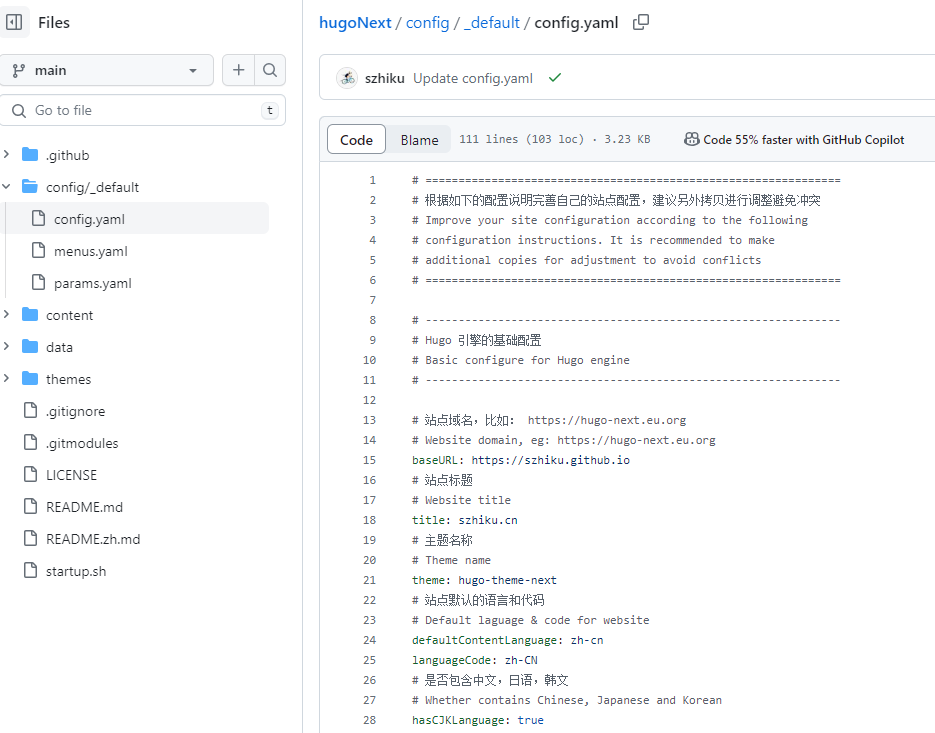 Files
main
Go to file
t
.github
config/_default
config.yaml
menus.yaml
params.yaml
content
data
themes
.gitignore
.gitmodules
LICENSE
README.md
README.zh.md
startup.sh
hugoNext / config / _default / config.yaml
szhiku Update config.yaml
Code Blame 111 lines (103 loc) · 3.23 KB Code 55% faster with GitHub Copilot
1 # ===============================================================
2 # 根据如下的配置说明完善自己的站点配置，建议另外拷贝进行调整避免冲突
3 # Improve your site configuration according to the following
4 # configuration instructions. It is recommended to make
5 # additional copies for adjustment to avoid conflicts
6 # ===============================================================
7
8 # ---------------------------------------------------------------
9 # Hugo 引擎的基础配置
10 # Basic configure for Hugo engine
11 # ---------------------------------------------------------------
12
13 # 站点域名，比如： https://hugo-next.eu.org
14 # Website domain, eg: https://hugo-next.eu.org
15 baseURL: https://szhiku.github.io
16 # 站点标题
17 # Website title
18 title: szhiku.cn
19 # 主题名称
20 # Theme name
21 theme: hugo-theme-next
22 # 站点默认的语言和代码
23 # Default laguage & code for website
24 defaultContentLanguage: zh-cn
25 languageCode: zh-CN
26 # 是否包含中文，日语，韩文
27 # Whether contains Chinese, Japanese and Korean
28 hasCJKLanguage: true